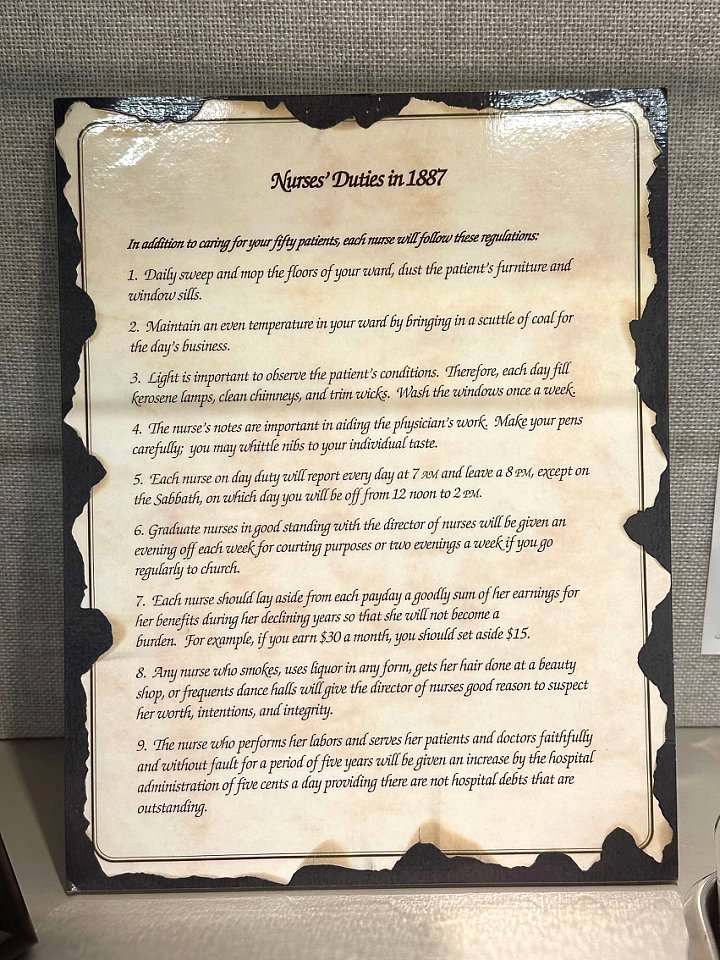 Nurses' Duties in 1887
In addition to caring for your fifty patients, each nurse will follow these regulations:
1. Daily sweep and mop the floors of your ward, dust the patient's furniture and
window sills.
2. Maintain an even temperature in your ward by bringing in a scuttle of coal for
the day's business.
3. Light is important to observe the patient's conditions. Therefore, each day fill
kerosene lamps, clean chimneys, and trim wicks. Wash the windows once a week.
4. The nurse's notes are important in aiding the physician's work. Make your pens
carefully; you may whittle nibs to your individual taste.
5. Each nurse on day duty will report every day at 7 AM and leave a 8 PM, except on
the Sabbath, on which day you will be off from 12 noon to 2 PM.
6. Graduate nurses in good standing with the director of nurses will be given an
evening off each week for courting purposes or two evenings a week if you go
regularly to church.
7. Each nurse should lay aside from each payday a goodly sum of her earnings for
her benefits during her declining years so that she will not become a
burden. For example, if you earn $30 a month, you should set aside $15.
8. Any nurse who smokes, uses liquor in any form, gets her hair done at a beauty
shop, or frequents dance halls will give the director of nurses good reason to suspect
her worth, intentions, and integrity.
9. The nurse who performs her labors and serves her patients and doctors faithfully
and without fault for a period of five years will be given an increase by the hospital
administration of five cents a day providing there are not hospital debts that are
outstanding.